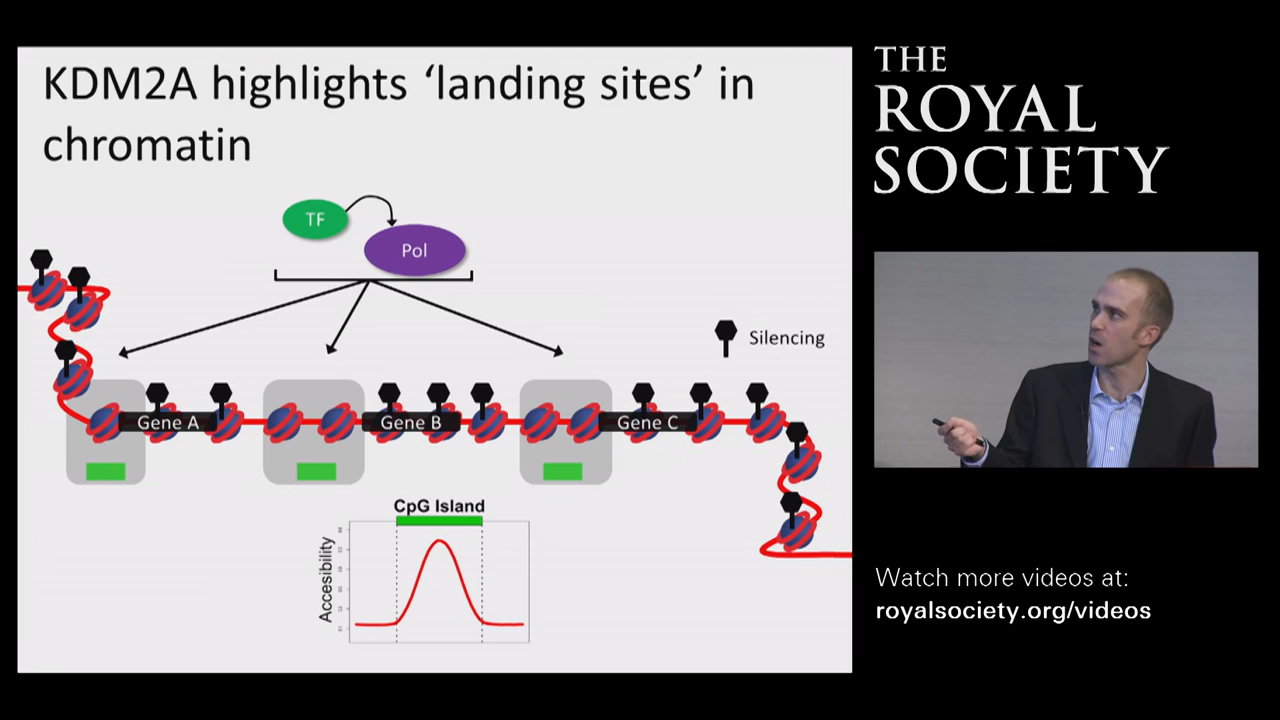 KDM2A highlights ‘landing sites’ in
chromatin
TF
Pol
Silencing
Gene A
Gene B
Gene C
CpG Island
Accesibility
THE
ROYAL
SOCIETY
Watch more videos at:
royalsociety.org/videos